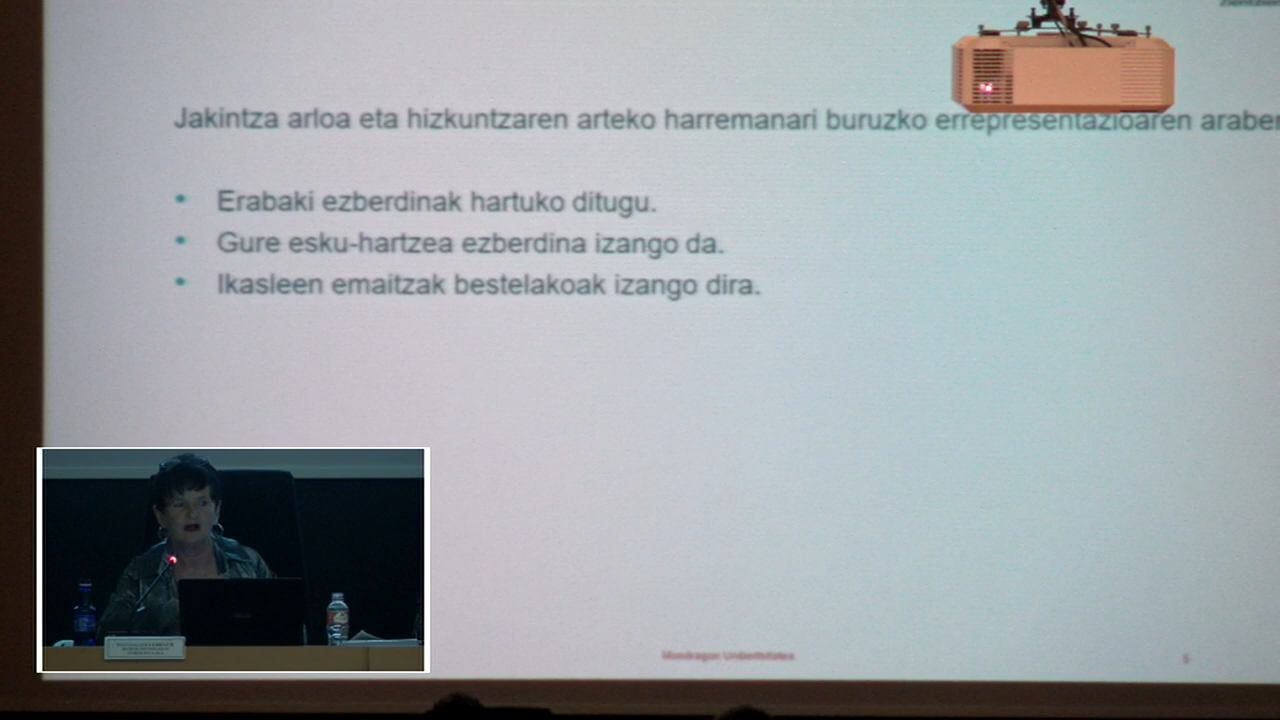 Jakintza arloa eta hizkuntzaren arteko harremanari buruzko errepresentazioaren araber
• Erabaki ezberdinak hartuko ditugu.
• Gure esku-hartzea ezberdina izango da.
• Ikasleen emaitzak bestelakoak izango dira.
Mondragon Unibertsitatea
5